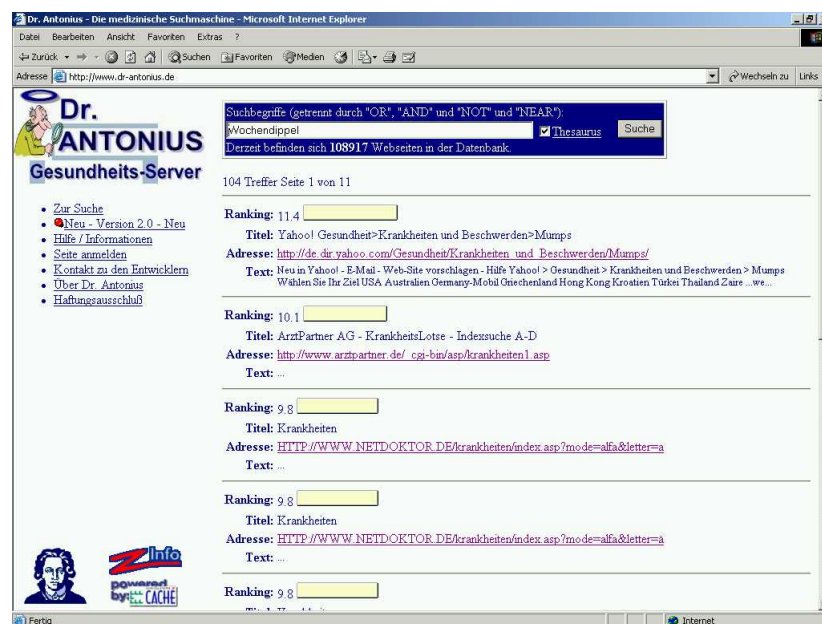 Dr. Antonius - Die medizinische Suchmaschine - Microsoft Internet Explorer
Datei Bearbeiten Ansicht Favoriten Extras ?
Zurück Suchen Favoriten Medien
Adresse http://www.dr-antonius.de Wechseln zu Links
Dr.
ANTONIUS
Gesundheits-Server
Zur Suche
Neu - Version 2.0 - Neu
Hilfe / Informationen
Seite anmelden
Kontakt zu den Entwicklern
Über Dr. Antonius
Haftungsausschluß
Suchbegriffe (getrennt durch "OR", "AND" und "NOT" und "NEAR"):
Wochendippel Thesaurus Suche
Derzeit befinden sich 108917 Webseiten in der Datenbank.
104 Treffer Seite 1 von 11
Ranking: 11.4
Titel: Yahoo! Gesundheit>Krankheiten und Beschwerden>Mumps
Adresse: http://de.dir.yahoo.com/Gesundheit/Krankheiten_und_Beschwerden/Mumps/
Text: Neu in Yahoo! - E-Mail - Web-Site vorschlagen - Hilfe Yahoo! > Gesundheit > Krankheiten und Beschwerden > Mumps
Wählen Sie Ihr Ziel USA Australien Germany-Mobil Griechenland Hong Kong Kroatien Türkei Thailand Zaire ...we...
Ranking: 10.1
Titel: ArztPartner AG - KrankheitsLotse - Indexsuche A-D
Adresse: http://www.arztpartner.de/_cgi-bin/asp/krankheiten1.asp
Text: ...
Ranking: 9.8
Titel: Krankheiten
Adresse: HTTP://WWW.NETDOKTOR.DE/krankheiten/index.asp?mode=alfa&letter=a
Text: ...
Ranking: 9.8
Titel: Krankheiten
Adresse: HTTP://WWW.NETDOKTOR.DE/krankheiten/index.asp?mode=alfa&letter=ä
Text: ...
Ranking: 9.8
ZInfo
powered
by: CACHÉ
Fertig Internet